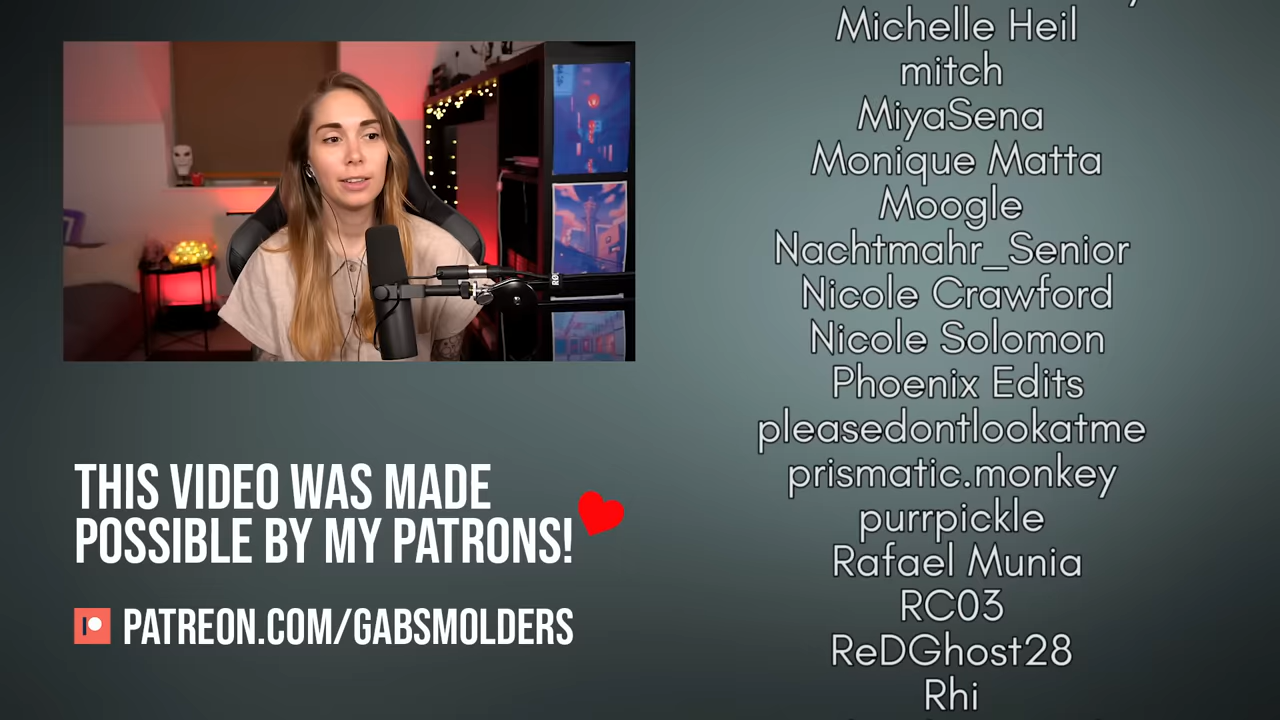 Michelle Heil
mitch
MiyaSena
Monique Matta
Moogle
Nachtmahr_Senior
Nicole Crawford
Nicole Solomon
Phoenix Edits
pleasedontlookatme
prismatic.monkey
purrpickle
Rafael Munia
RC03
ReDGhost28
Rhi
THIS VIDEO WAS MADE
POSSIBLE BY MY PATRONS!
PATREON.COM/GABSMOLDERS